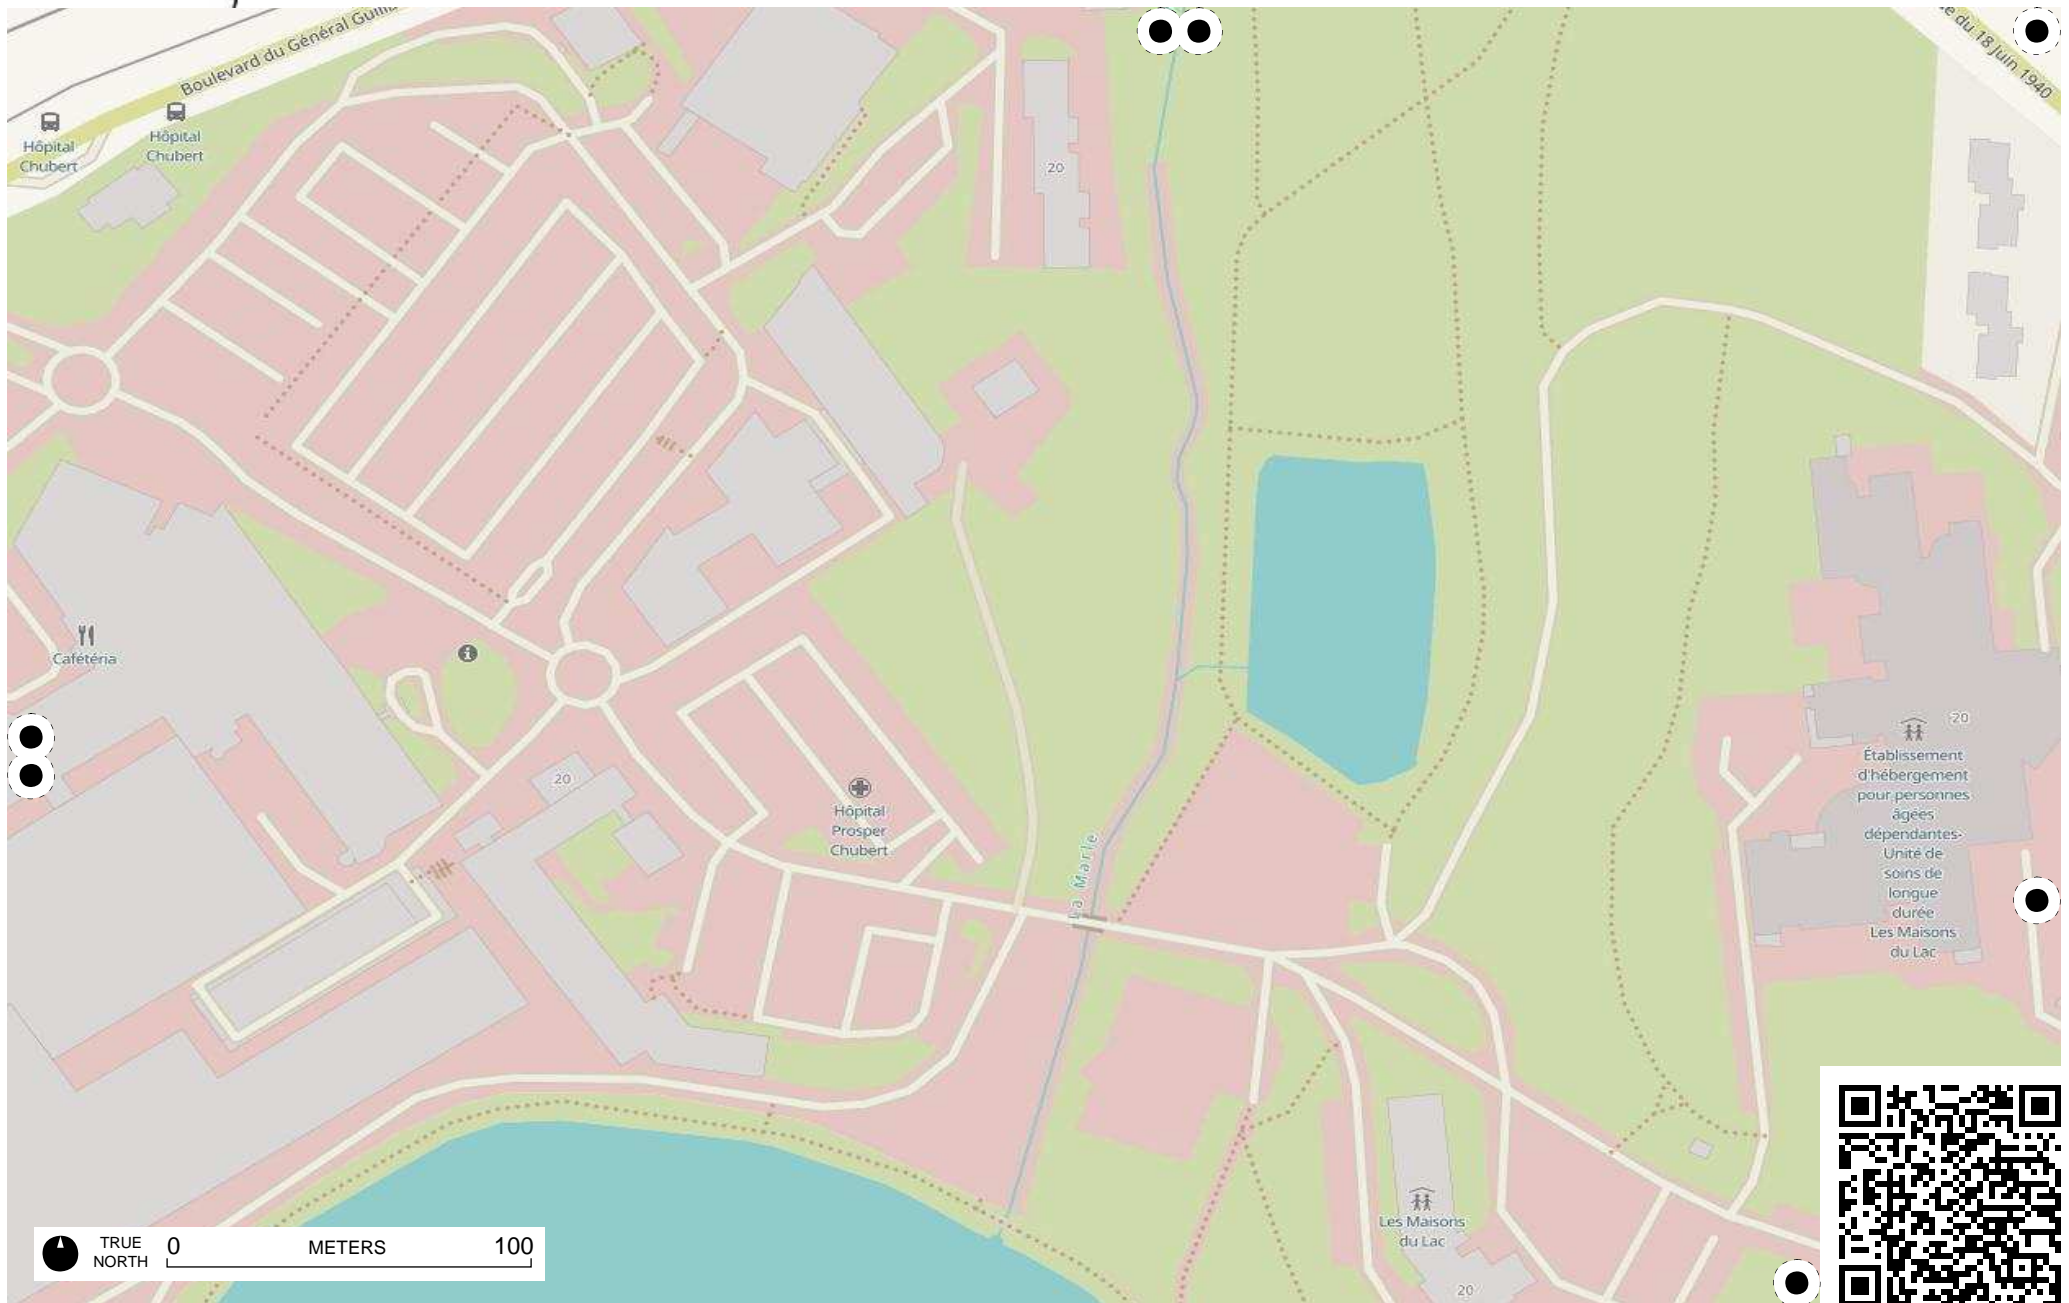 Boulevard du Général Guill
e du 18 Juin 1940
Hôpital
Chubert
Hôpital
Chubert
20
Cafétéria
20
Hôpital
Prosper
Chubert
La Marle
20
Établissement
d'hébergement
pour personnes
âgées
dépendantes-
Unité de
soins de
longue
durée
Les Maisons
du Lac
Les Maisons
du Lac
20
TRUE
NORTH
0 METERS 100